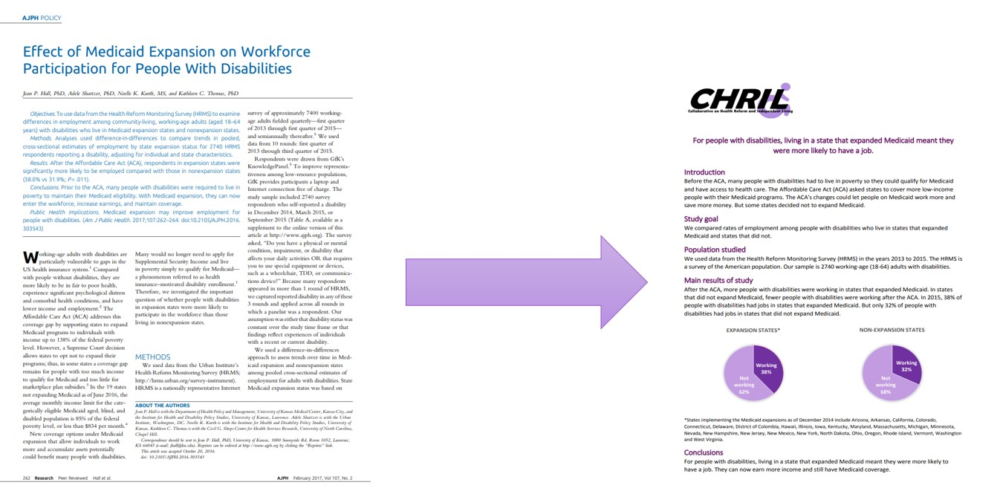 AJPH POLICY
Effect of Medicaid Expansion on Workforce
Participation for People With Disabilities
Jean P. Hall, PhD, Adele Shartzer, PhD, Noelle K. Kurth, MS, and Kathleen C. Thomas, PhD
Objectives. To use data from the Health Reform Monitoring Survey (HRMS) to examine
differences in employment among community-living, working-age adults (aged 18–64
years) with disabilities who live in Medicaid expansion states and nonexpansion states.
Methods. Analyses used difference-in-differences to compare trends in pooled,
cross-sectional estimates of employment by state expansion status for 2740 HRMS
respondents reporting a disability, adjusting for individual and state characteristics.
Results. After the Affordable Care Act (ACA), respondents in expansion states were
significantly more likely to be employed compared with those in nonexpansion states
(38.0% vs 31.9%; P= .011).
Conclusions. Prior to the ACA, many people with disabilities were required to live in
poverty to maintain their Medicaid eligibility. With Medicaid expansion, they can now
enter the workforce, increase earnings, and maintain coverage.
Public Health Implications. Medicaid expansion may improve employment for
people with disabilities. (Am J Public Health. 2017;107:262–264. doi:10.2105/AJPH.2016.
303543)
Working-age adults with disabilities are
particularly vulnerable to gaps in the
US health insurance system.1 Compared
with people without disabilities, they are
more likely to be in fair to poor health,
experience significant psychological distress
and comorbid health conditions, and have
lower income and employment.2 The
Affordable Care Act (ACA) addresses this
coverage gap by supporting states to expand
Medicaid programs to individuals with
income up to 138% of the federal poverty
level. However, a Supreme Court decision
allows states to opt not to expand their
programs; thus, in some states a coverage gap
remains for people with too much income
to qualify for Medicaid and too little for
marketplace plan subsidies.3 In the 19 states
not expanding Medicaid as of June 2016, the
average monthly income limit for the cate-
gorically eligible Medicaid aged, blind, and
disabled population is 85% of the federal
poverty level, or less than $834 per month.4
New coverage options under Medicaid
expansion that allow individuals to work
more and accumulate assets potentially
could benefit many people with disabilities.
Many would no longer need to apply for
Supplemental Security Income and live
in poverty simply to qualify for Medicaid—
a phenomenon referred to as health
insurance–motivated disability enrollment.1
Therefore, we investigated the important
question of whether people with disabilities
in expansion states were more likely to
participate in the workforce than those
living in nonexpansion states.
METHODS
We used data from the Urban Institute's
Health Reform Monitoring Survey (HRMS;
http://hrms.urban.org/survey-instrument).
HRMS is a nationally representative Internet
survey of approximately 7400 working-
age adults fielded quarterly—first quarter
of 2013 through first quarter of 2015—
and semiannually thereafter.5 We used
data from 10 rounds: first quarter of
2013 through third quarter of 2015.
Respondents were drawn from GfK's
KnowledgePanel.5 To improve representa-
tiveness among low-resource populations,
GfK provides participants a laptop and
Internet connection free of charge. The
study sample included 2740 survey
respondents who self-reported a disability
in December 2014, March 2015, or
September 2015 (Table A, available as a
supplement to the online version of this
article at http://www.ajph.org). The survey
asked, "Do you have a physical or mental
condition, impairment, or disability that
affects your daily activities OR that requires
you to use special equipment or devices,
such as a wheelchair, TDD, or communica-
tions device?" Because many respondents
appeared in more than 1 round of HRMS,
we captured reported disability in any of these
3 rounds and applied across all rounds in
which a panelist was a respondent. Our
assumption was either that disability status was
constant over the study time frame or that
findings reflect experiences of individuals
with a recent or current disability.
We used a difference-in-differences
approach to assess trends over time in Med-
icaid expansion and nonexpansion states
among pooled cross-sectional estimates of
employment for adults with disabilities. State
Medicaid expansion status was based on
ABOUT THE AUTHORS
Jean P. Hall is with the Department of Health Policy and Management, University of Kansas Medical Center, Kansas City, and
the Institute for Health and Disability Policy Studies, University of Kansas, Lawrence. Adele Shartzer is with the Urban
Institute, Washington, DC. Noelle K. Kurth is with the Institute for Health and Disability Policy Studies, University of
Kansas. Kathleen C. Thomas is with the Cecil G. Sheps Center for Health Services Research, University of North Carolina,
Chapel Hill.
Correspondence should be sent to Jean P. Hall, PhD, University of Kansas, 1000 Sunnyside Rd, Room 1052, Lawrence,
KS 66045 (e-mail: jhall@ku.edu). Reprints can be ordered at http://www.ajph.org by clicking the "Reprints" link.
This article was accepted October 20, 2016.
doi: 10.2105/AJPH.2016.303543
262 Research Peer Reviewed Hall et al.
AJPH February 2017, Vol 107, No. 2
CHRIL
Collaborative on Health Reform and Independent Living
For people with disabilities, living in a state that expanded Medicaid meant they
were more likely to have a job.
Introduction
Before the ACA, many people with disabilities had to live in poverty so they could qualify for Medicaid
and have access to health care. The Affordable Care Act (ACA) asked states to cover more low-income
people with their Medicaid programs. The ACA's changes could let people on Medicaid work more and
save more money. But some states decided not to expand Medicaid.
Study goal
We compared rates of employment among people with disabilities who live in states that expanded
Medicaid and states that did not.
Population studied
We used data from the Health Reform Monitoring Survey (HRMS) in the years 2013 to 2015. The HRMS is
a survey of the American population. Our sample is 2740 working-age (18-64) adults with disabilities.
Main results of study
After the ACA, more people with disabilities were working in states that expanded Medicaid. In states
that did not expand Medicaid, fewer people with disabilities were working after the ACA. In 2015, 38% of
people with disabilities had jobs in states that expanded Medicaid. But only 32% of people with
disabilities had jobs in states that did not expand Medicaid.
EXPANSION STATES*
Working
38%
Not
working
62%
NON-EXPANSION STATES
Working
32%
Not
working
68%
*States implementing the Medicaid expansions as of December 2014 include Arizona, Arkansas, California, Colorado,
Connecticut, Delaware, District of Colombia, Hawaii, Illinois, Iowa, Kentucky, Maryland, Massachusetts, Michigan, Minnesota,
Nevada, New Hampshire, New Jersey, New Mexico, New York, North Dakota, Ohio, Oregon, Rhode Island, Vermont, Washington
and West Virginia.
Conclusions
For people with disabilities, living in a state that expanded Medicaid meant they were more likely to
have a job. They can now earn more income and still have Medicaid coverage.